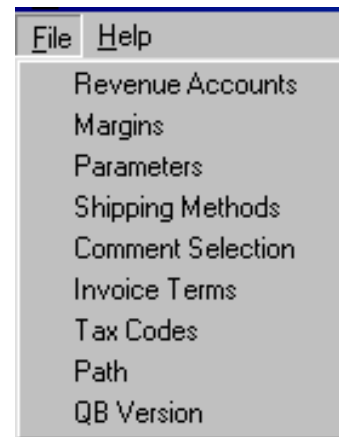 File Help
Revenue Accounts
Margins
Parameters
Shipping Methods
Comment Selection
Invoice Terms
Tax Codes
Path
QB Version